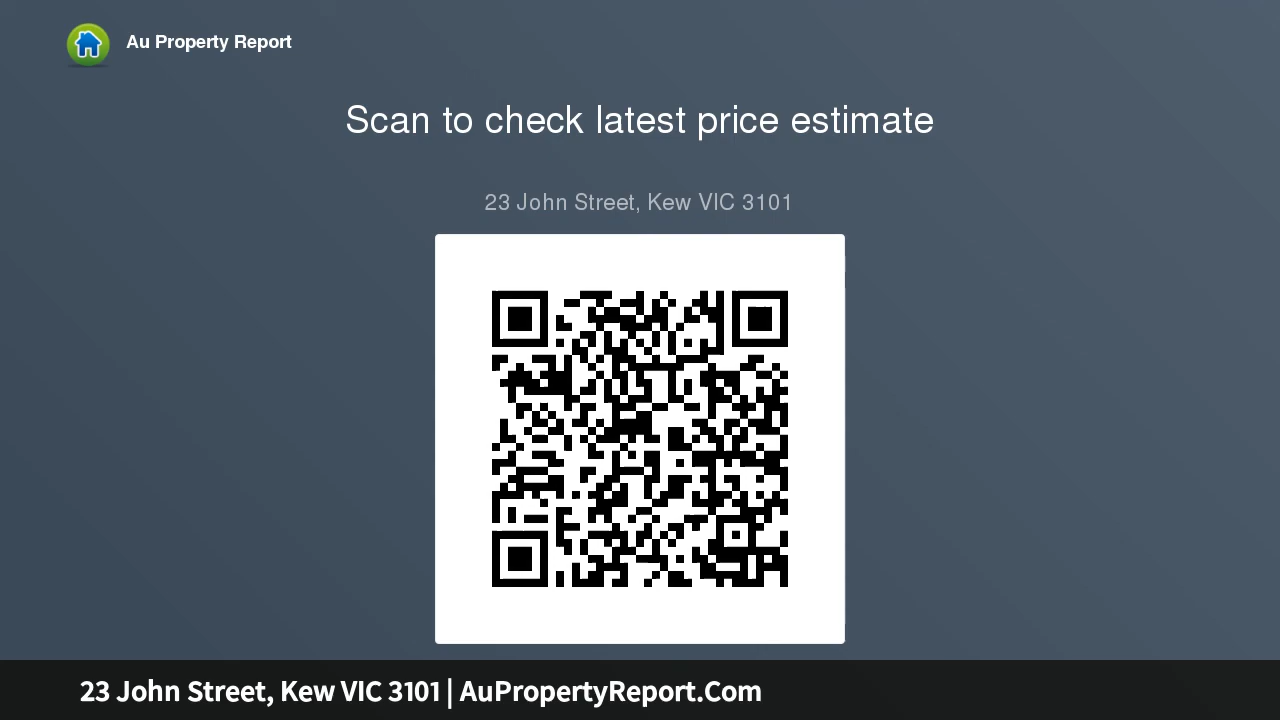 Au Property Report
Scan to check latest price estimate
23 John Street, Kew VIC 3101
23 John Street, Kew VIC 3101 | AuPropertyReport.Com